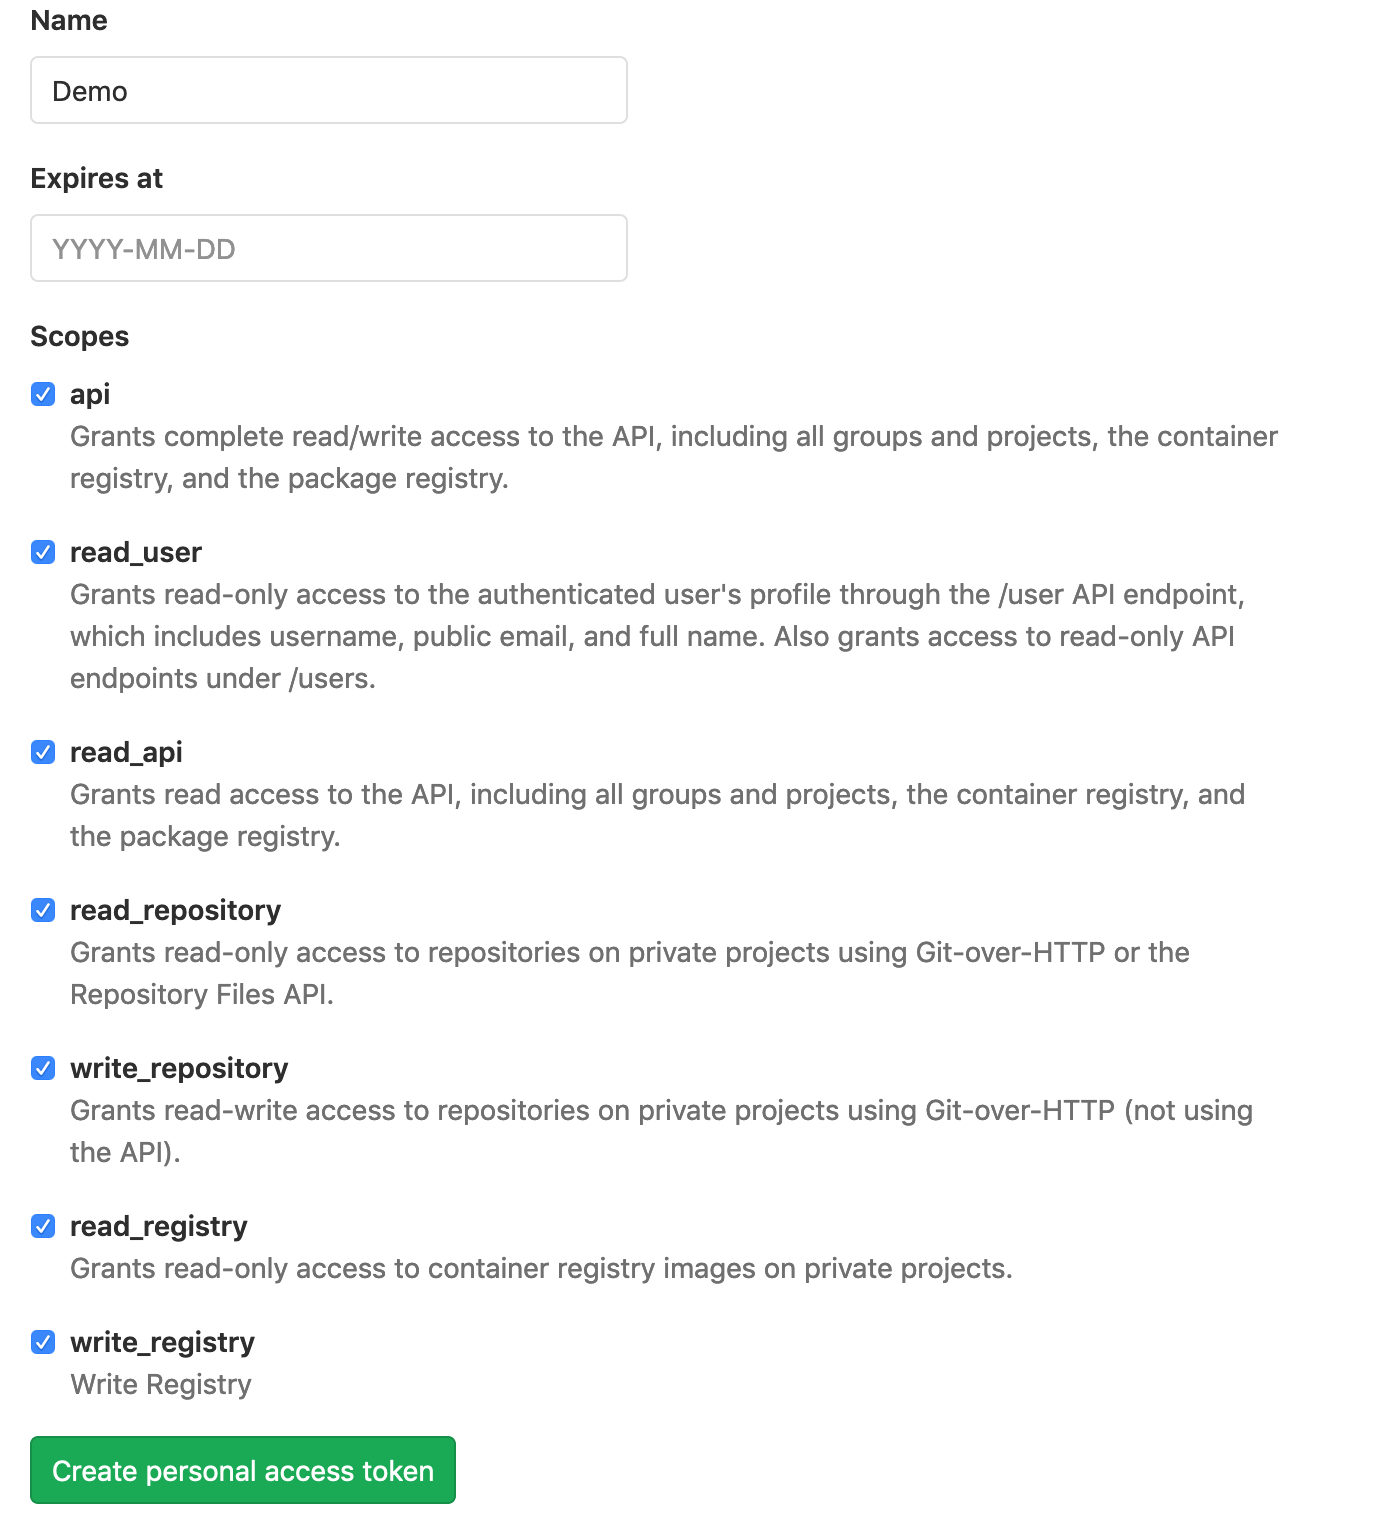 Name
Demo
Expires at
YYYY-MM-DD
Scopes
api
Grants complete read/write access to the API, including all groups and projects, the container
registry, and the package registry.
read_user
Grants read-only access to the authenticated user's profile through the /user API endpoint,
which includes username, public email, and full name. Also grants access to read-only API
endpoints under /users.
read_api
Grants read access to the API, including all groups and projects, the container registry, and
the package registry.
read_repository
Grants read-only access to repositories on private projects using Git-over-HTTP or the
Repository Files API.
write_repository
Grants read-write access to repositories on private projects using Git-over-HTTP (not using
the API).
read_registry
Grants read-only access to container registry images on private projects.
write_registry
Write Registry
Create personal access token